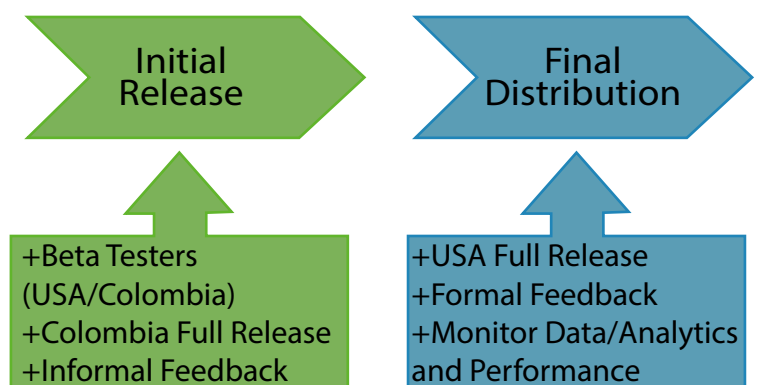 Initial
Release
Final
Distribution
+Beta Testers
(USA/Colombia)
+Colombia Full Release
+Informal Feedback
+USA Full Release
+Formal Feedback
+Monitor Data/Analytics
and Performance